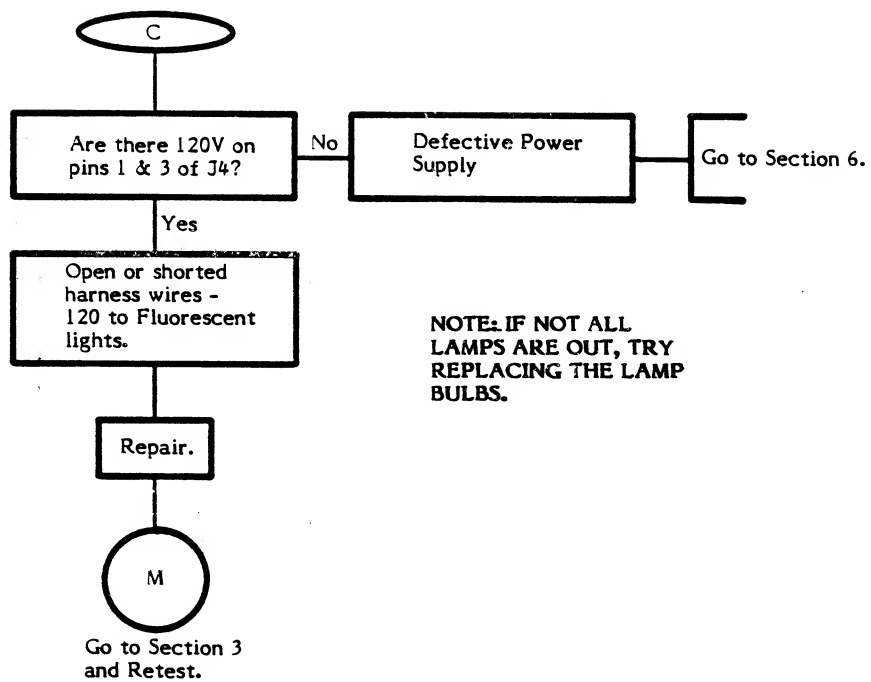 C
Are there 120V on
pins 1 & 3 of J4?
No
Defective Power
Supply
Go to Section 6.
Yes
Open or shorted
harness wires -
120 to Fluorescent
lights.
NOTE: IF NOT ALL
LAMPS ARE OUT, TRY
REPLACING THE LAMP
BULBS.
Repair.
M
Go to Section 3
and Retest.